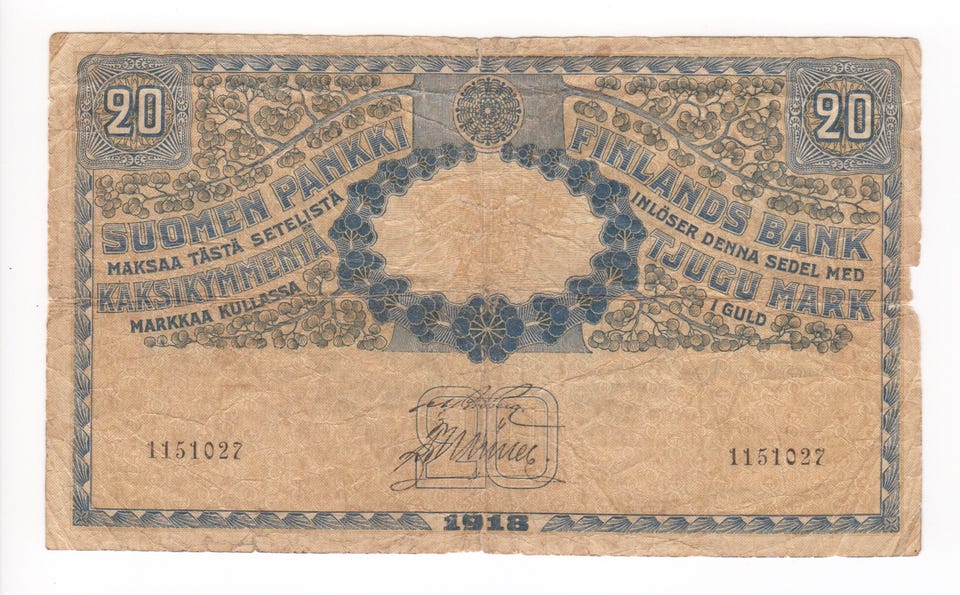 20
20
SUOMEN PANKKI
MAKSAA TÄSTÄ SETELISTÄ
KAKSIKYMMENTÄ
MARKKAA KULLASSA
FINLANDS BANK
INLÖSER DENNA SEDEL MED
TJUGU MARK
I GULD
20
1151027
1151027
1918